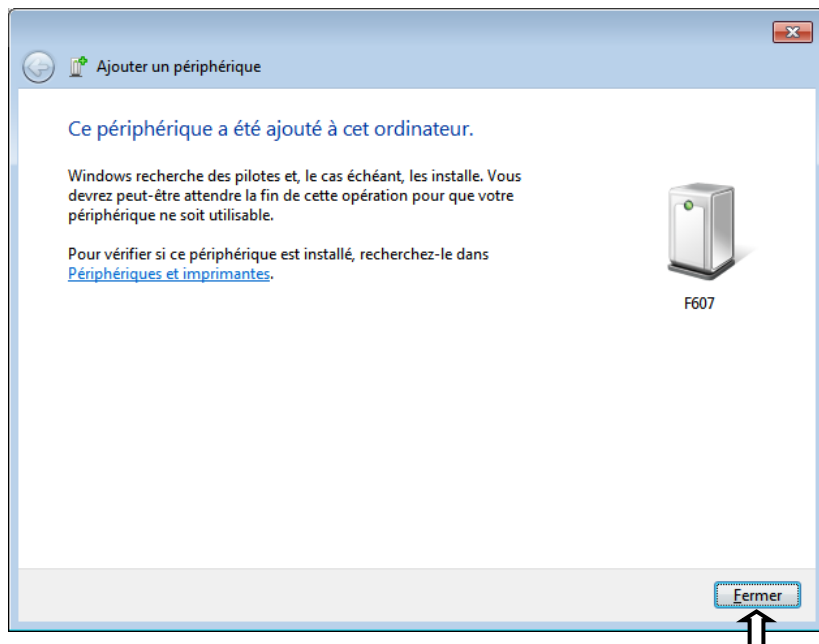 Ajouter un périphérique
Ce périphérique a été ajouté à cet ordinateur.
Windows recherche des pilotes et, le cas échéant, les installe. Vous
devrez peut-être attendre la fin de cette opération pour que votre
périphérique ne soit utilisable.
Pour vérifier si ce périphérique est installé, recherchez-le dans
Périphériques et imprimantes.
F607
Fermer